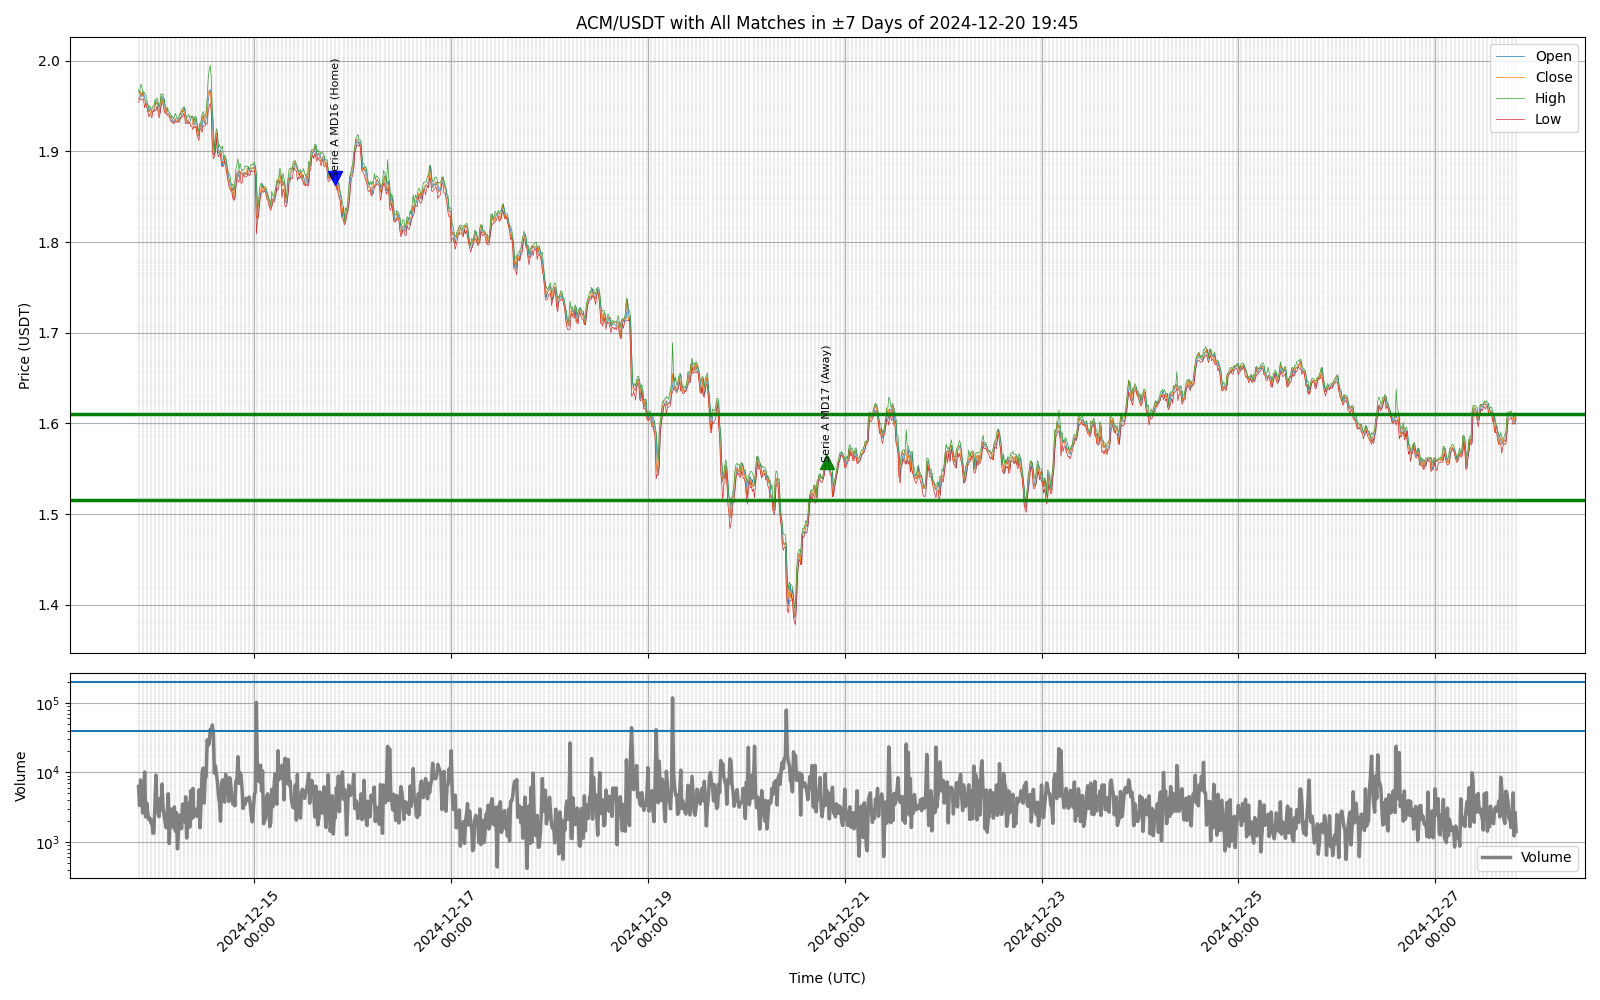 ACM/USDT with All Matches in ±7 Days of 2024-12-20 19:45
Open
Close
High
Low
Price (USDT)
2.0
1.9
1.8
1.7
1.6
1.5
1.4
Serie A MD16 (Home)
Serie A MD17 (Away)
Volume
10⁵
10⁴
10³
Volume
2024-12-15
00:00
2024-12-17
00:00
2024-12-19
00:00
2024-12-21
00:00
2024-12-23
00:00
2024-12-25
00:00
2024-12-27
00:00
Time (UTC)